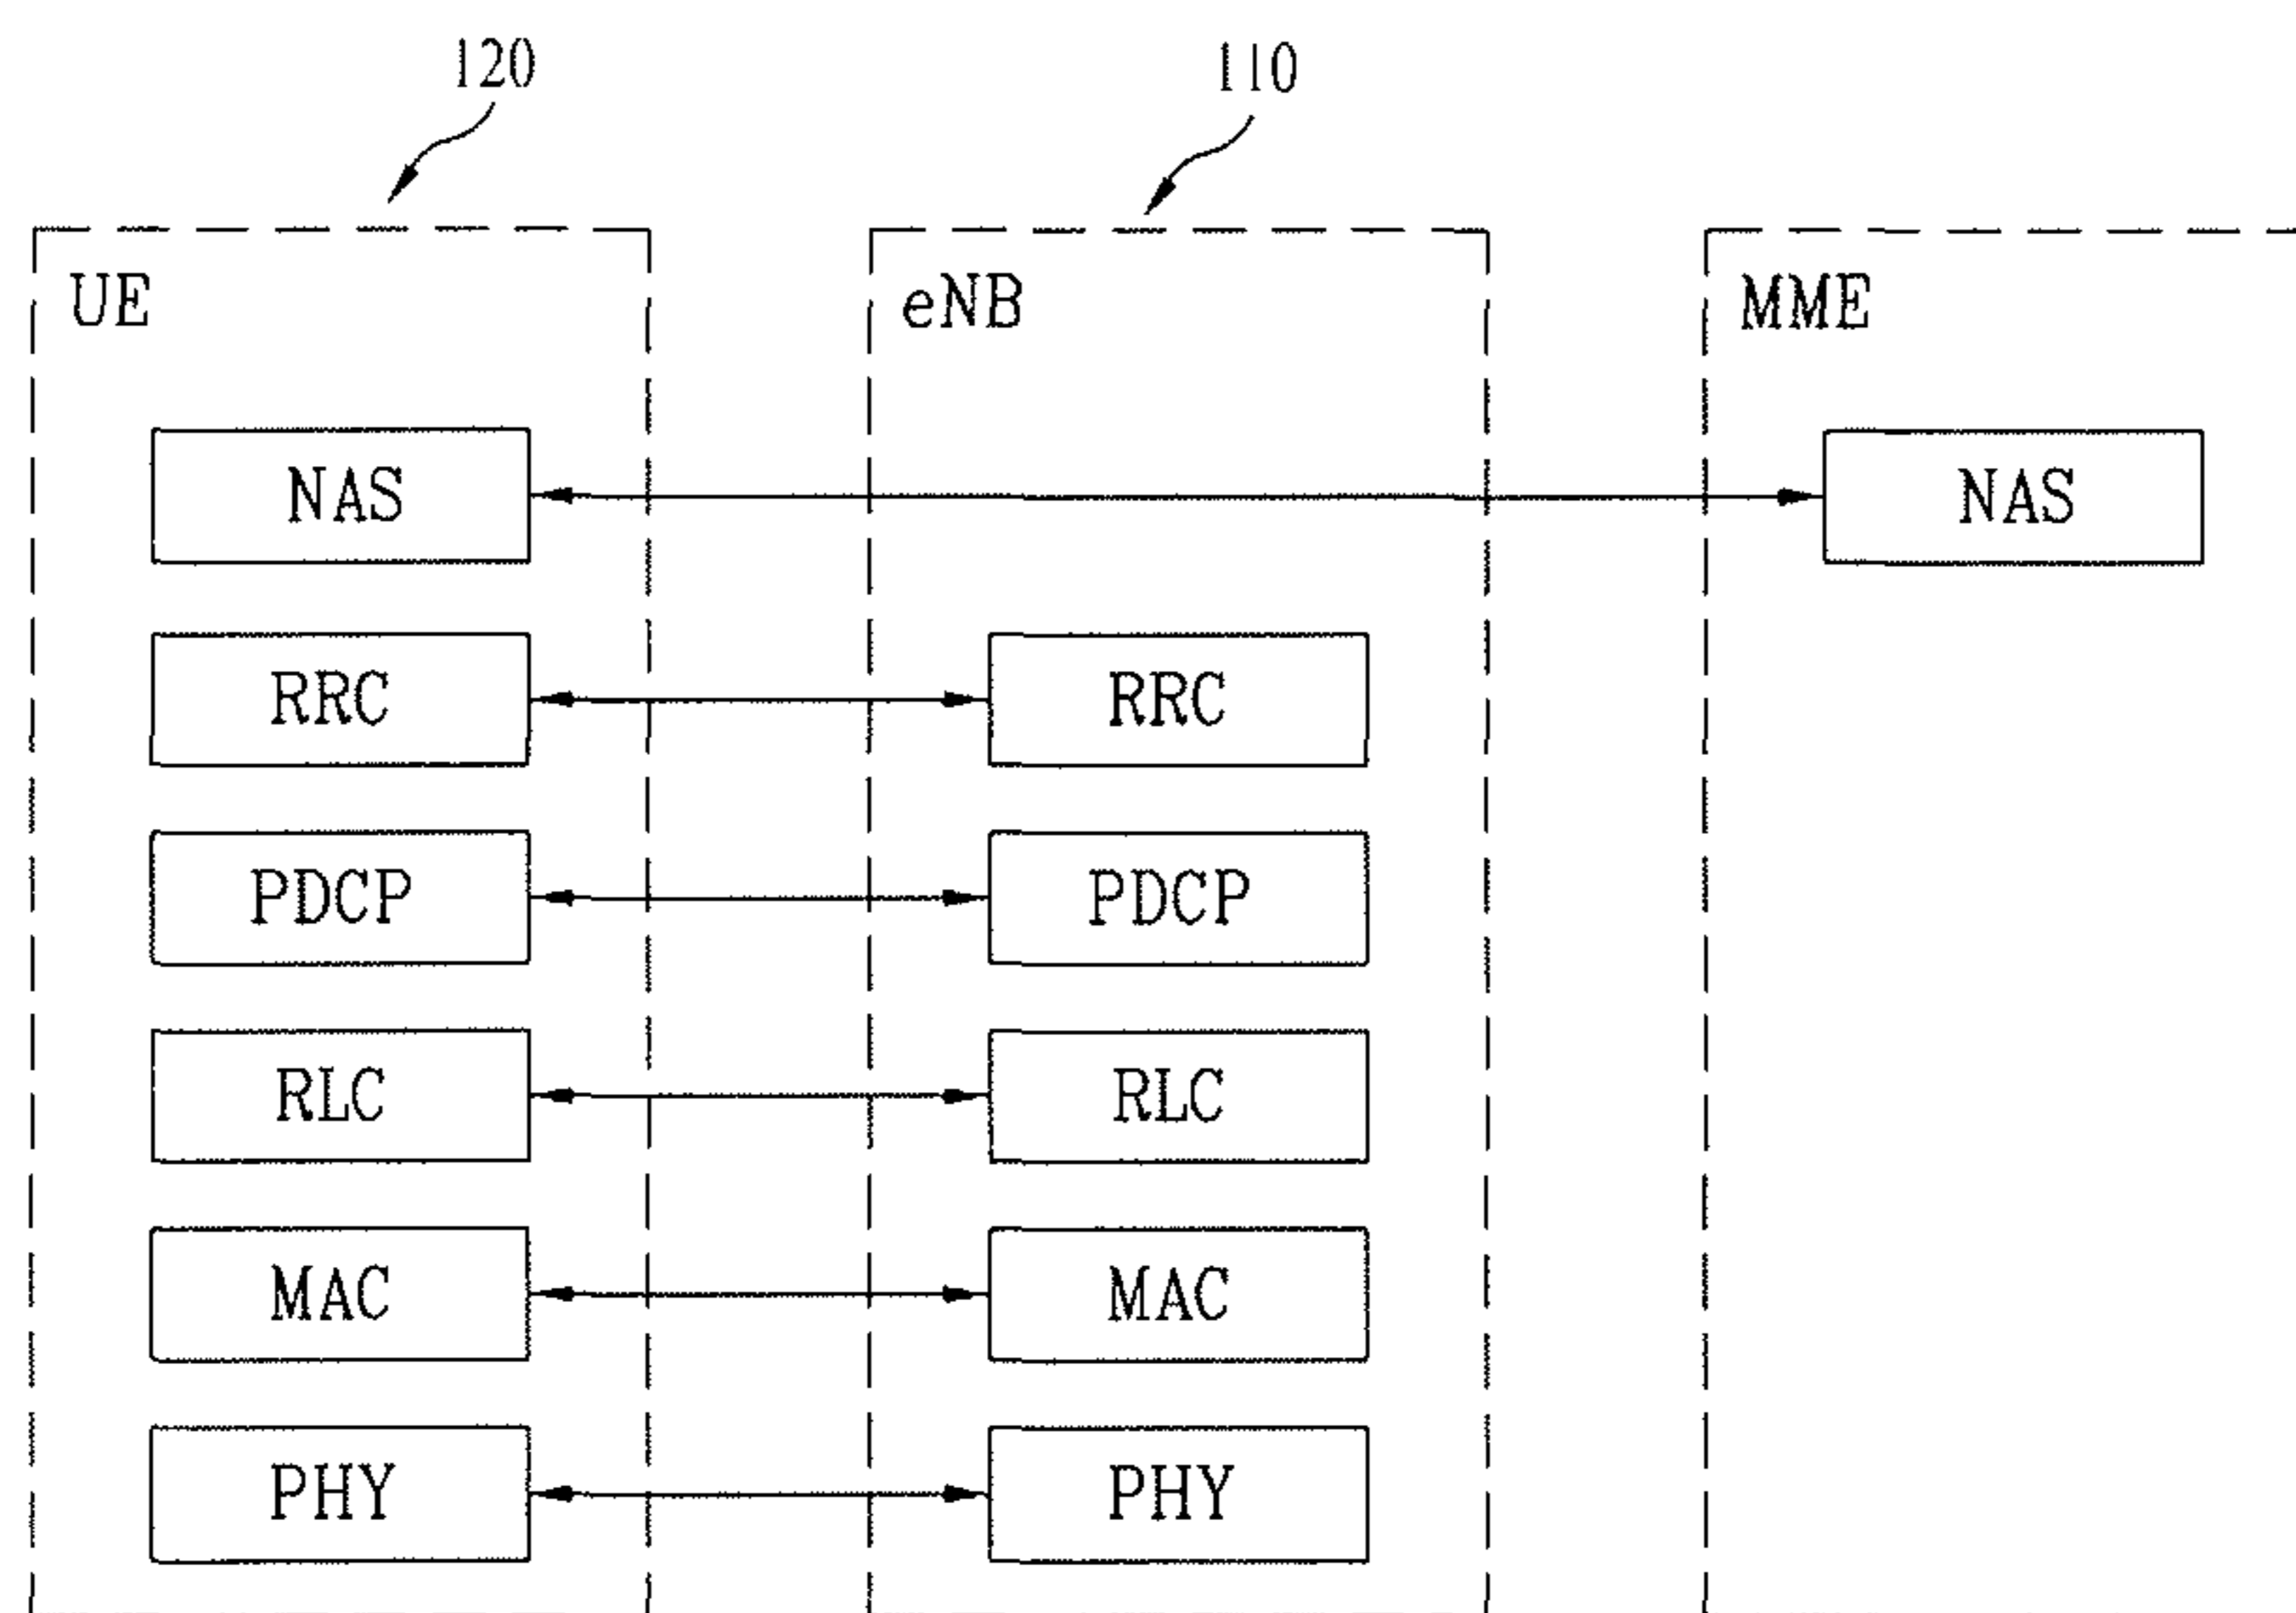 120 110
UE eNB MME
NAS NAS
RRC RRC
PDCP PDCP
RLC RLC
MAC MAC
PHY PHY